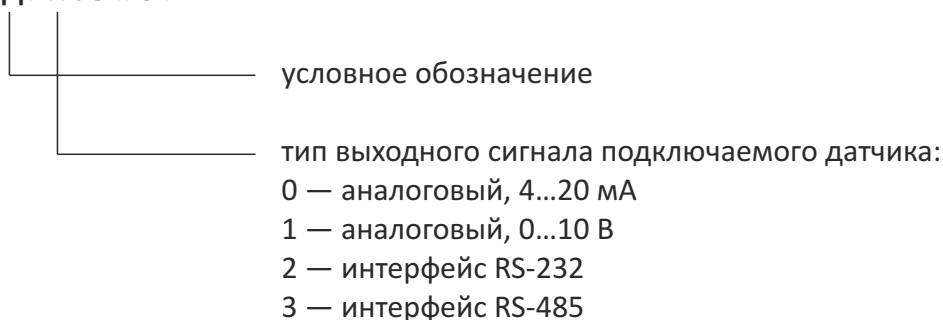 условное обозначение
тип выходного сигнала подключаемого датчика:
0 — аналоговый, 4...20 мА
1 — аналоговый, 0...10 В
2 — интерфейс RS-232
3 — интерфейс RS-485